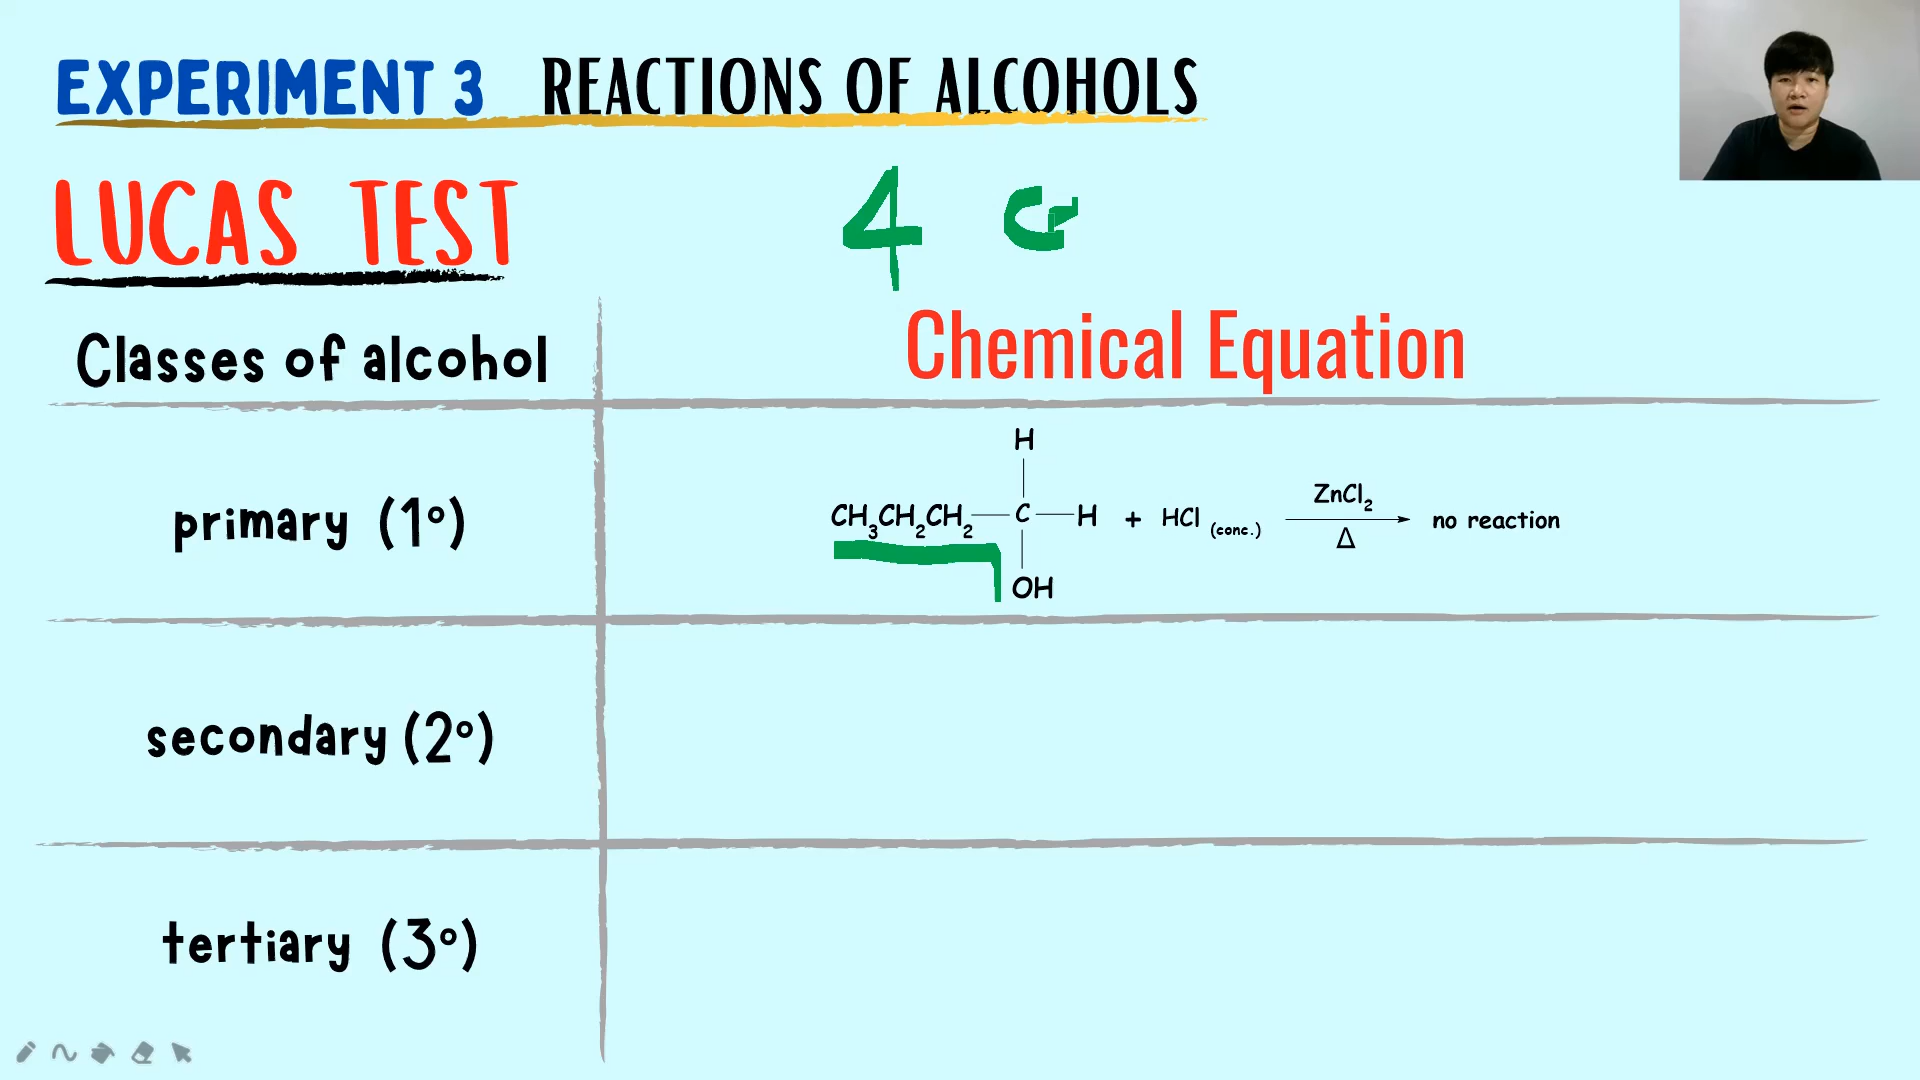 EXPERIMENT 3 REACTIONS OF ALCOHOLS
LUCAS TEST
4 c
Classes of alcohol
Chemical Equation
primary (1°)
H
CH₃CH₂CH₂—C—H + HCl (conc.) ZnCl₂ Δ no reaction
OH
secondary (2°)
tertiary (3°)